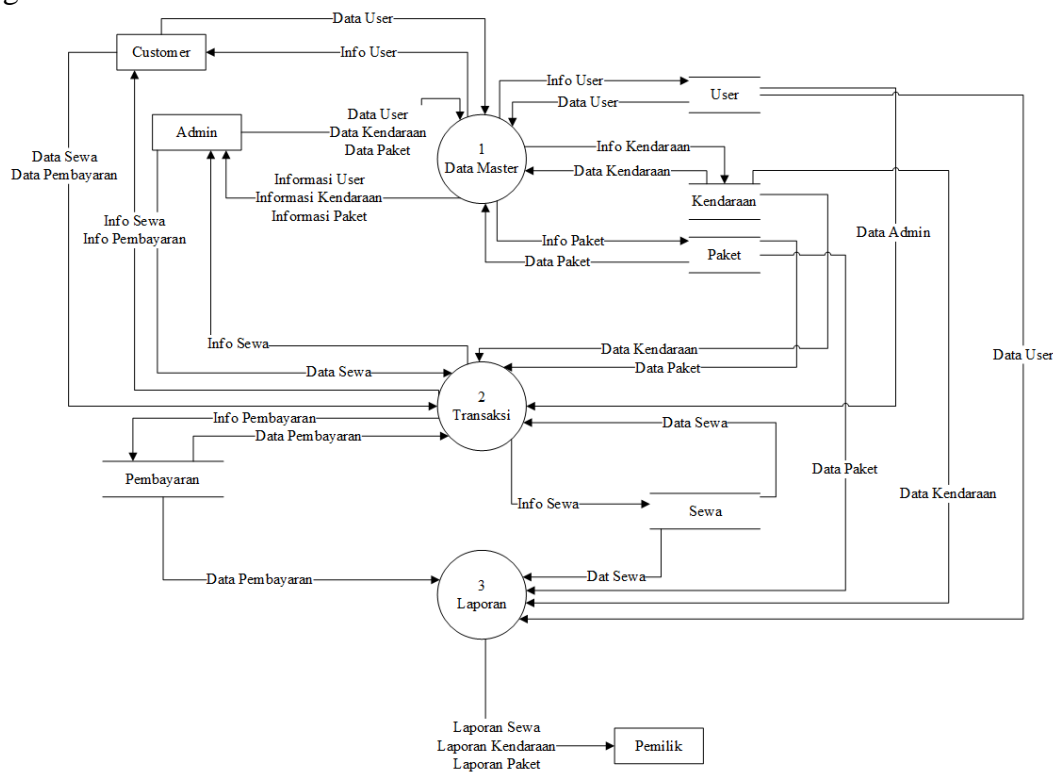 g
Data User
Customer
Info User
Info User
User
Data User
Data User
Data Kendaraan
Data Paket
Admin
1
Data Master
Info Kendaraan
Data Kendaraan
Kendaraan
Data Sewa
Data Pembayaran
Informasi User
Informasi Kendaraan
Informasi Paket
Info Sewa
Info Pembayaran
Info Paket
Data Paket
Paket
Data Admin
Info Sewa
Data Kendaraan
Data Paket
Data User
Data Sewa
2
Transaksi
Info Pembayaran
Data Pembayaran
Data Sewa
Pembayaran
Data Paket
Data Kendaraan
Info Sewa
Sewa
Data Pembayaran
3
Laporan
Dat Sewa
Laporan Sewa
Laporan Kendaraan
Laporan Paket
Pemilik